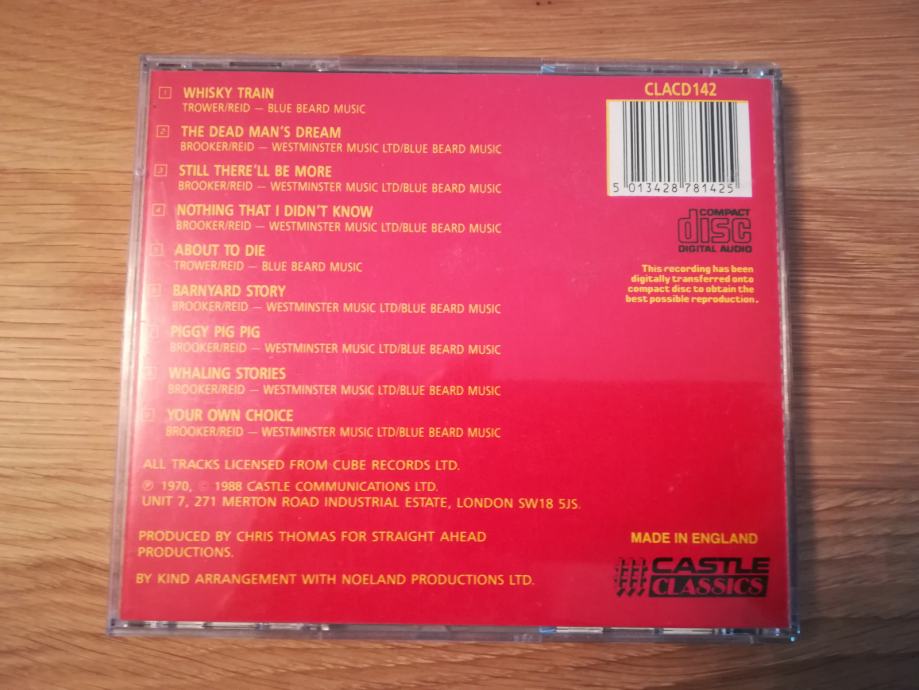 1 WHISKY TRAIN
TROWER/REID — BLUE BEARD MUSIC
2 THE DEAD MAN'S DREAM
BROOKER/REID — WESTMINSTER MUSIC LTD/BLUE BEARD MUSIC
3 STILL THERE'LL BE MORE
BROOKER/REID — WESTMINSTER MUSIC LTD/BLUE BEARD MUSIC
4 NOTHING THAT I DIDN'T KNOW
BROOKER/REID — WESTMINSTER MUSIC LTD/BLUE BEARD MUSIC
5 ABOUT TO DIE
TROWER/REID — BLUE BEARD MUSIC
BARNYARD STORY
BROOKER/REID — WESTMINSTER MUSIC LTD/BLUE BEARD MUSIC
PIGGY PIG PIG
BROOKER/REID — WESTMINSTER MUSIC LTD/BLUE BEARD MUSIC
WHALING STORIES
BROOKER/REID — WESTMINSTER MUSIC LTD/BLUE BEARD MUSIC
YOUR OWN CHOICE
BROOKER/REID — WESTMINSTER MUSIC LTD/BLUE BEARD MUSIC
ALL TRACKS LICENSED FROM CUBE RECORDS LTD.
℗ 1970, © 1988 CASTLE COMMUNICATIONS LTD.
UNIT 7, 271 MERTON ROAD INDUSTRIAL ESTATE, LONDON SW18 5JS.
PRODUCED BY CHRIS THOMAS FOR STRAIGHT AHEAD
PRODUCTIONS.
BY KIND ARRANGEMENT WITH NOELAND PRODUCTIONS LTD.
CLACD142
5 013428 781425
COMPACT
disc
DIGITAL AUDIO
This recording has been
digitally transferred onto
compact disc to obtain the
best possible reproduction.
MADE IN ENGLAND
CASTLE
CLASSICS